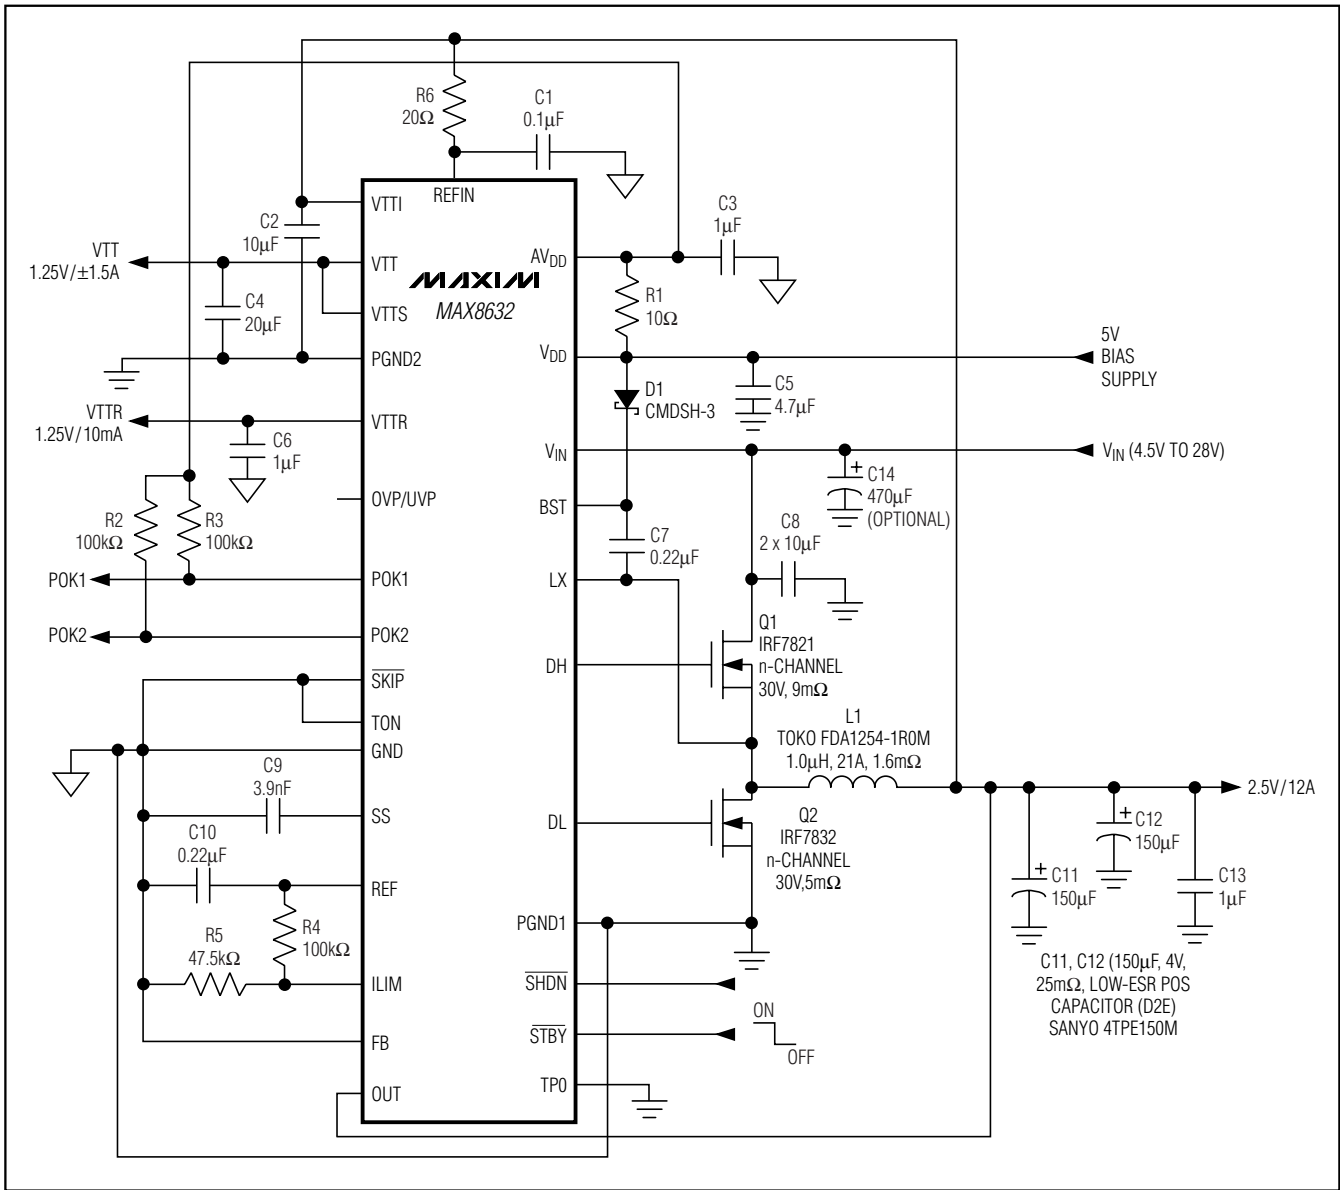 R6
20Ω
C1
0.1µF
REFIN
C2
10µF
VTTI
C3
1µF
VTT
1.25V/±1.5A
VTT
AVDD
MAXIM
MAX8632
C4
20µF
VTTS
R1
10Ω
PGND2
VDD
5V
BIAS
SUPPLY
D1
CMDSH-3
C5
4.7µF
VTTR
1.25V/10mA
VTTR
C6
1µF
VIN
VIN (4.5V TO 28V)
+
C14
470µF
(OPTIONAL)
OVP/UVP
BST
R2
100kΩ
R3
100kΩ
C7
0.22µF
C8
2 x 10µF
POK1
POK1
LX
POK2
POK2
DH
Q1
IRF7821
n-CHANNEL
30V, 9mΩ
SKIP
TON
GND
L1
TOKO FDA1254-1R0M
1.0µH, 21A, 1.6mΩ
2.5V/12A
C9
3.9nF
SS
DL
Q2
IRF7832
n-CHANNEL
30V,5mΩ
+
C12
150µF
C10
0.22µF
REF
+
C11
150µF
C13
1µF
R5
47.5kΩ
R4
100kΩ
PGND1
ILIM
SHDN
C11, C12 (150µF, 4V,
25mΩ, LOW-ESR POS
CAPACITOR (D2E)
SANYO 4TPE150M
FB
STBY
ON
OFF
OUT
TP0